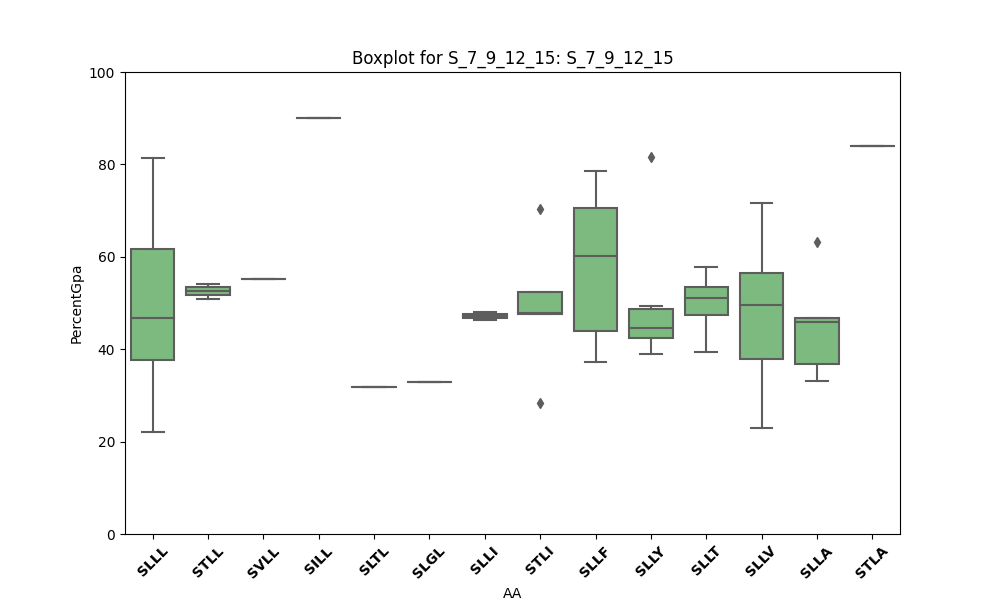 Boxplot for S_7_9_12_15: S_7_9_12_15
100
80
60
40
20
0
PercentGpa
SLLL STLL SVLL SILL SLTL SLGL SLLI STLI SLLF SLLY SLLT SLLV SLLA STLA
AA